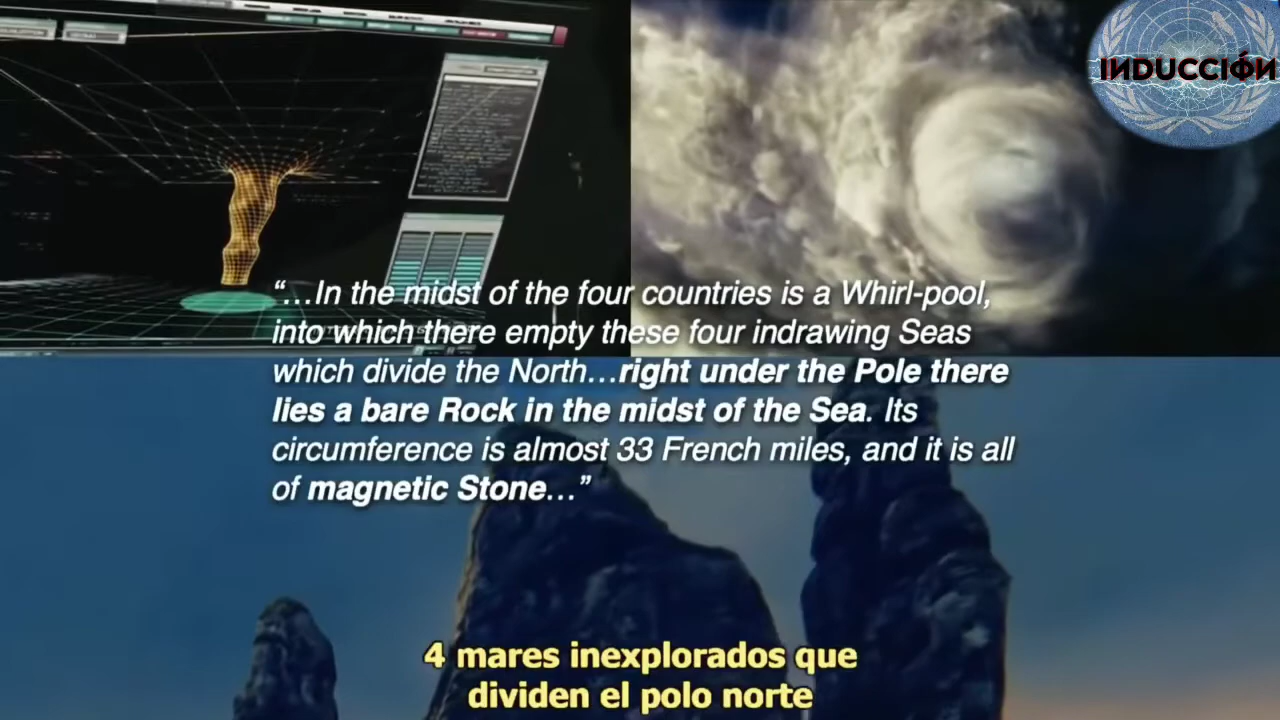 INDUCCIÓN
“…In the midst of the four countries is a Whirl-pool,
into which there empty these four indrawing Seas
which divide the North…right under the Pole there
lies a bare Rock in the midst of the Sea. Its
circumference is almost 33 French miles, and it is all
of magnetic Stone…”
4 mares inexplorados que
dividen el polo norte